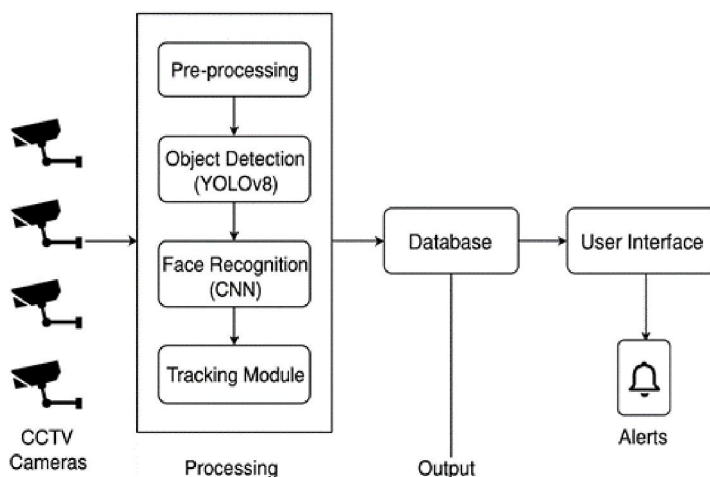 Pre-processing
Object Detection
(YOLOv8)
Face Recognition
(CNN)
Tracking Module
Database
User Interface
CCTV
Cameras
Processing
Output
Alerts